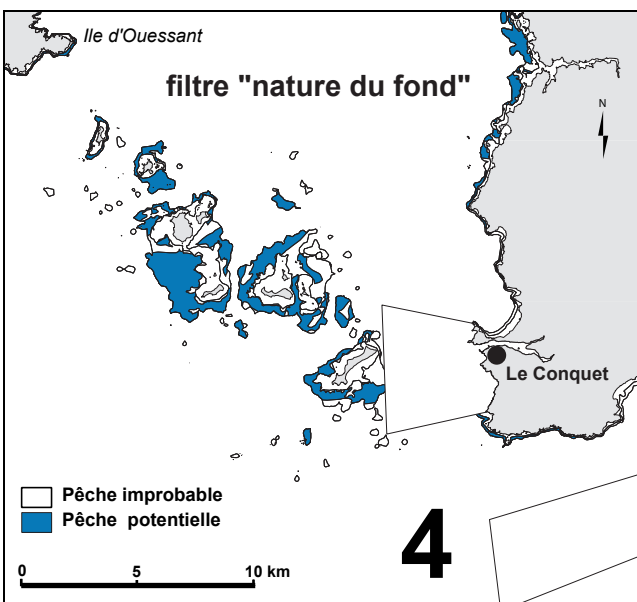 Ile d'Ouessant
filtre "nature du fond"
N
Le Conquet
Pêche improbable
Pêche potentielle
4
0 5 10 km